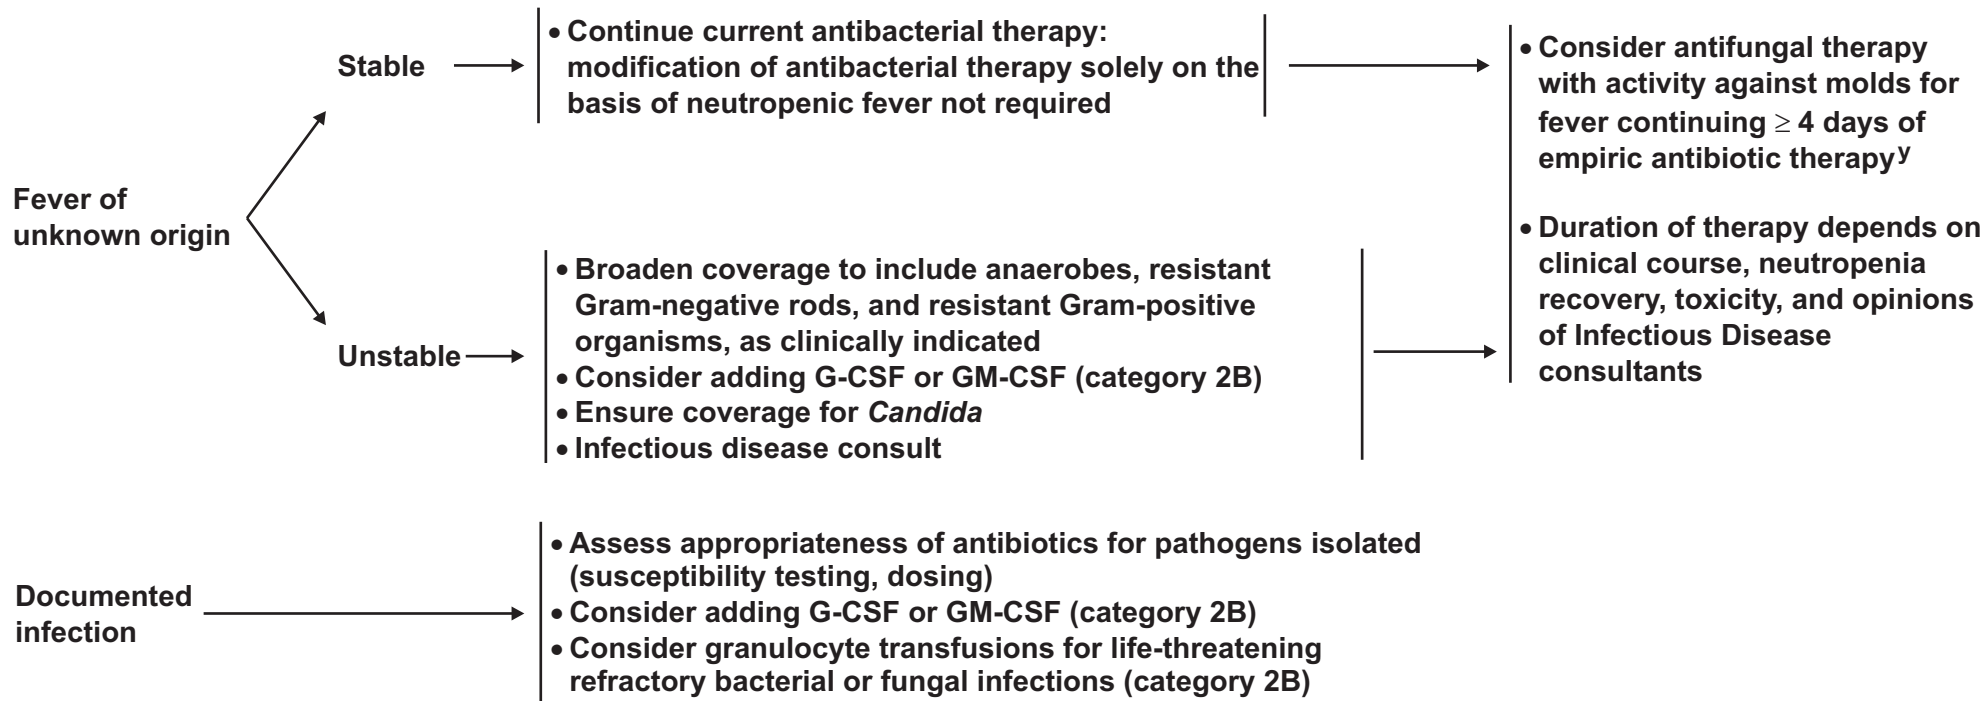 Stable
• Continue current antibacterial therapy:
modification of antibacterial therapy solely on the
basis of neutropenic fever not required
Fever of
unknown origin
Unstable
• Broaden coverage to include anaerobes, resistant
Gram-negative rods, and resistant Gram-positive
organisms, as clinically indicated
• Consider adding G-CSF or GM-CSF (category 2B)
• Ensure coverage for Candida
• Infectious disease consult
• Consider antifungal therapy
with activity against molds for
fever continuing ≥ 4 days of
empiric antibiotic therapy^y
• Duration of therapy depends on
clinical course, neutropenia
recovery, toxicity, and opinions
of Infectious Disease
consultants
Documented
infection
• Assess appropriateness of antibiotics for pathogens isolated
(susceptibility testing, dosing)
• Consider adding G-CSF or GM-CSF (category 2B)
• Consider granulocyte transfusions for life-threatening
refractory bacterial or fungal infections (category 2B)